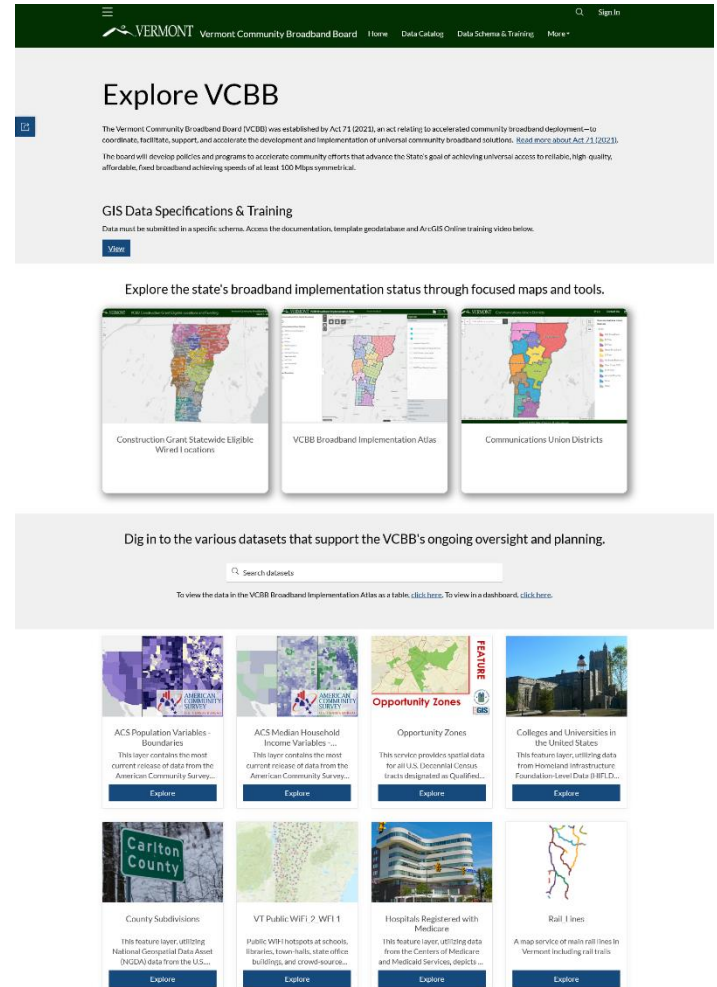 Sign In
VERMONT Vermont Community Broadband Board Home Data Catalog Data Schema & Training More
Explore VCBB
The Vermont Community Broadband Board (VCBB) was established by Act 71 (2021), an act relating to accelerated community broadband deployment—to
coordinate, facilitate, support, and accelerate the development and implementation of universal community broadband solutions. Read more about Act 71 (2021).
The board will develop policies and programs to accelerate community efforts that advance the State's goal of achieving universal access to reliable, high-quality,
affordable, fixed broadband achieving speeds of at least 100 Mbps symmetrical.
GIS Data Specifications & Training
Data must be submitted in a specific schema. Access the documentation, template geodatabase and ArcGIS Online training video below.
View
Explore the state's broadband implementation status through focused maps and tools.
Construction Grant Statewide Eligible
Wired Locations
VCBB Broadband Implementation Atlas
Communications Union Districts
Dig in to the various datasets that support the VCBB's ongoing oversight and planning.
Search datasets
To view the data in the VCBB Broadband Implementation Atlas as a table, click here. To view in a dashboard, click here.
AMERICAN
COMMUNITY
SURVEY
ACS Population Variables -
Boundaries
This layer contains the most
current release of data from the
American Community Survey...
Explore
AMERICAN
COMMUNITY
SURVEY
ACS Median Household
Income Variables -...
This layer contains the most
current release of data from the
American Community Survey...
Explore
FEATURE
Opportunity Zones
GIS
Opportunity Zones
This service provides spatial data
for all U.S. Decennial Census
tracts designated as Qualified...
Explore
Colleges and Universities in
the United States
This feature layer, utilizing data
from Homeland Infrastructure
Foundation-Level Data (HIFLD...
Explore
Carlton
County
County Subdivisions
This feature layer, utilizing
National Geospatial Data Asset
(NGDA) data from the U.S....
Explore
VT Public WiFi_2_WFL1
Public WiFi hotspots at schools,
libraries, town-halls, state office
buildings, and crowd-source...
Explore
Hospitals Registered with
Medicare
This feature layer, utilizing data
from the Centers of Medicare
and Medicaid Services, depicts ...
Explore
Rail_Lines
A map service of main rail lines in
Vermont including rail trails
Explore